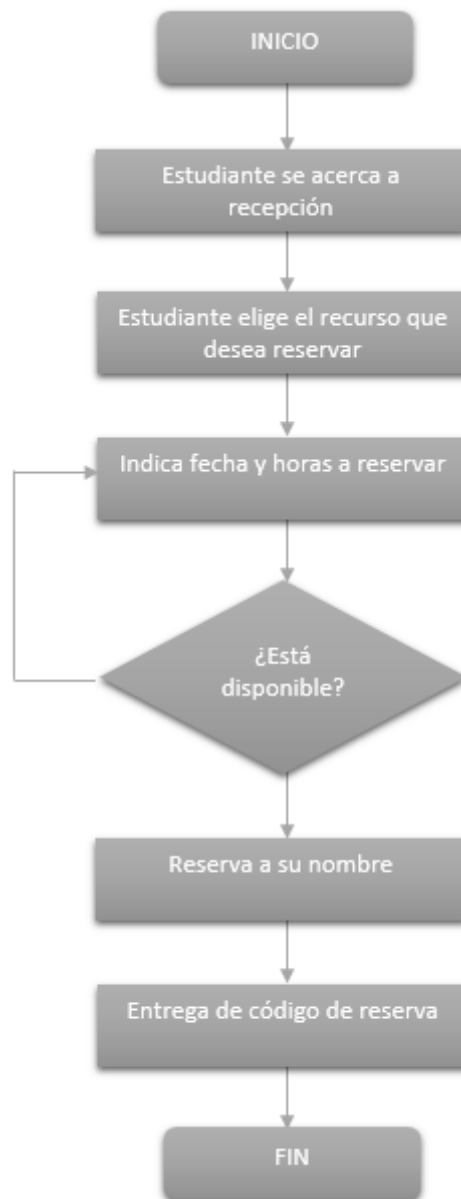 INICIO
Estudiante se acerca a
recepción
Estudiante elige el recurso que
desea reservar
Indica fecha y horas a reservar
¿Está
disponible?
Reserva a su nombre
Entrega de código de reserva
FIN